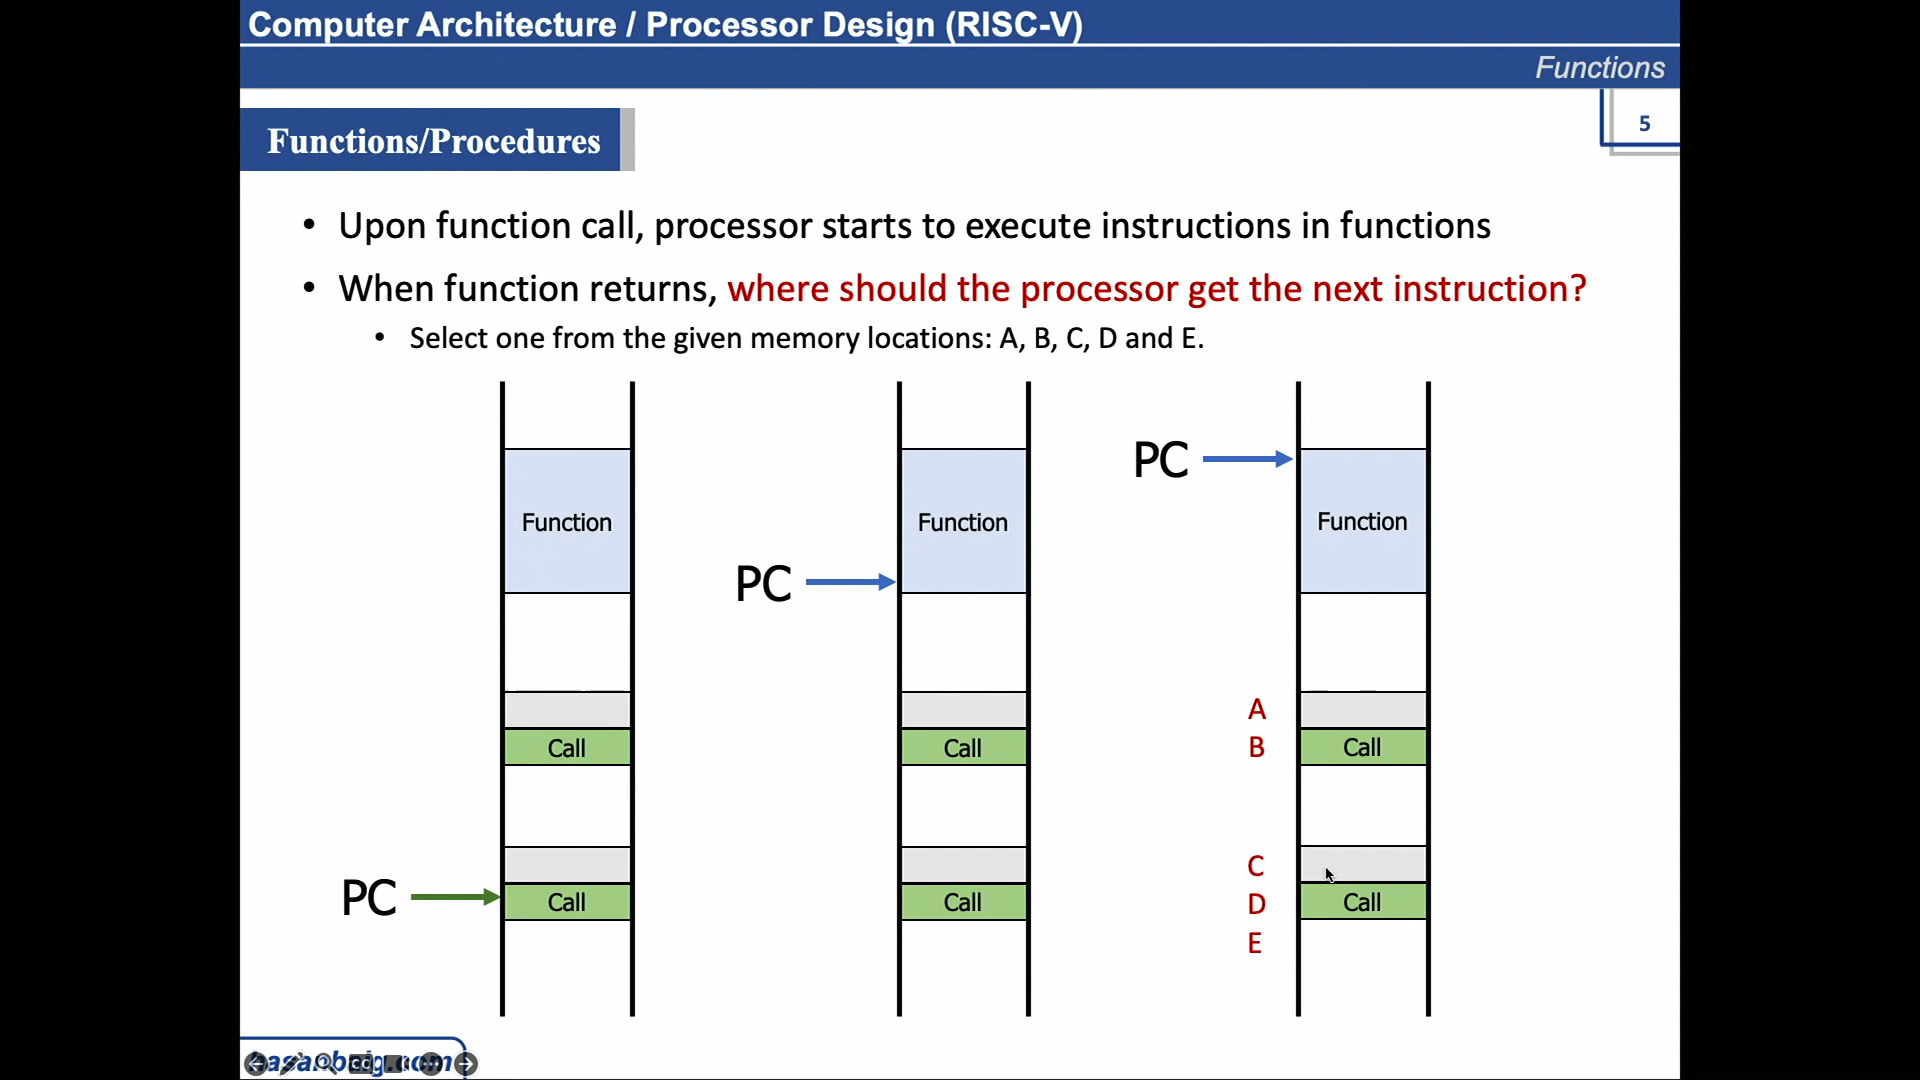 Computer Architecture / Processor Design (RISC-V)
Functions
5
Functions/Procedures
• Upon function call, processor starts to execute instructions in functions
• When function returns, where should the processor get the next instruction?
• Select one from the given memory locations: A, B, C, D and E.
PC
Function
Function
Function
PC
A
B
Call
Call
Call
C
PC
D
Call
Call
Call
E
hasanbaig.com